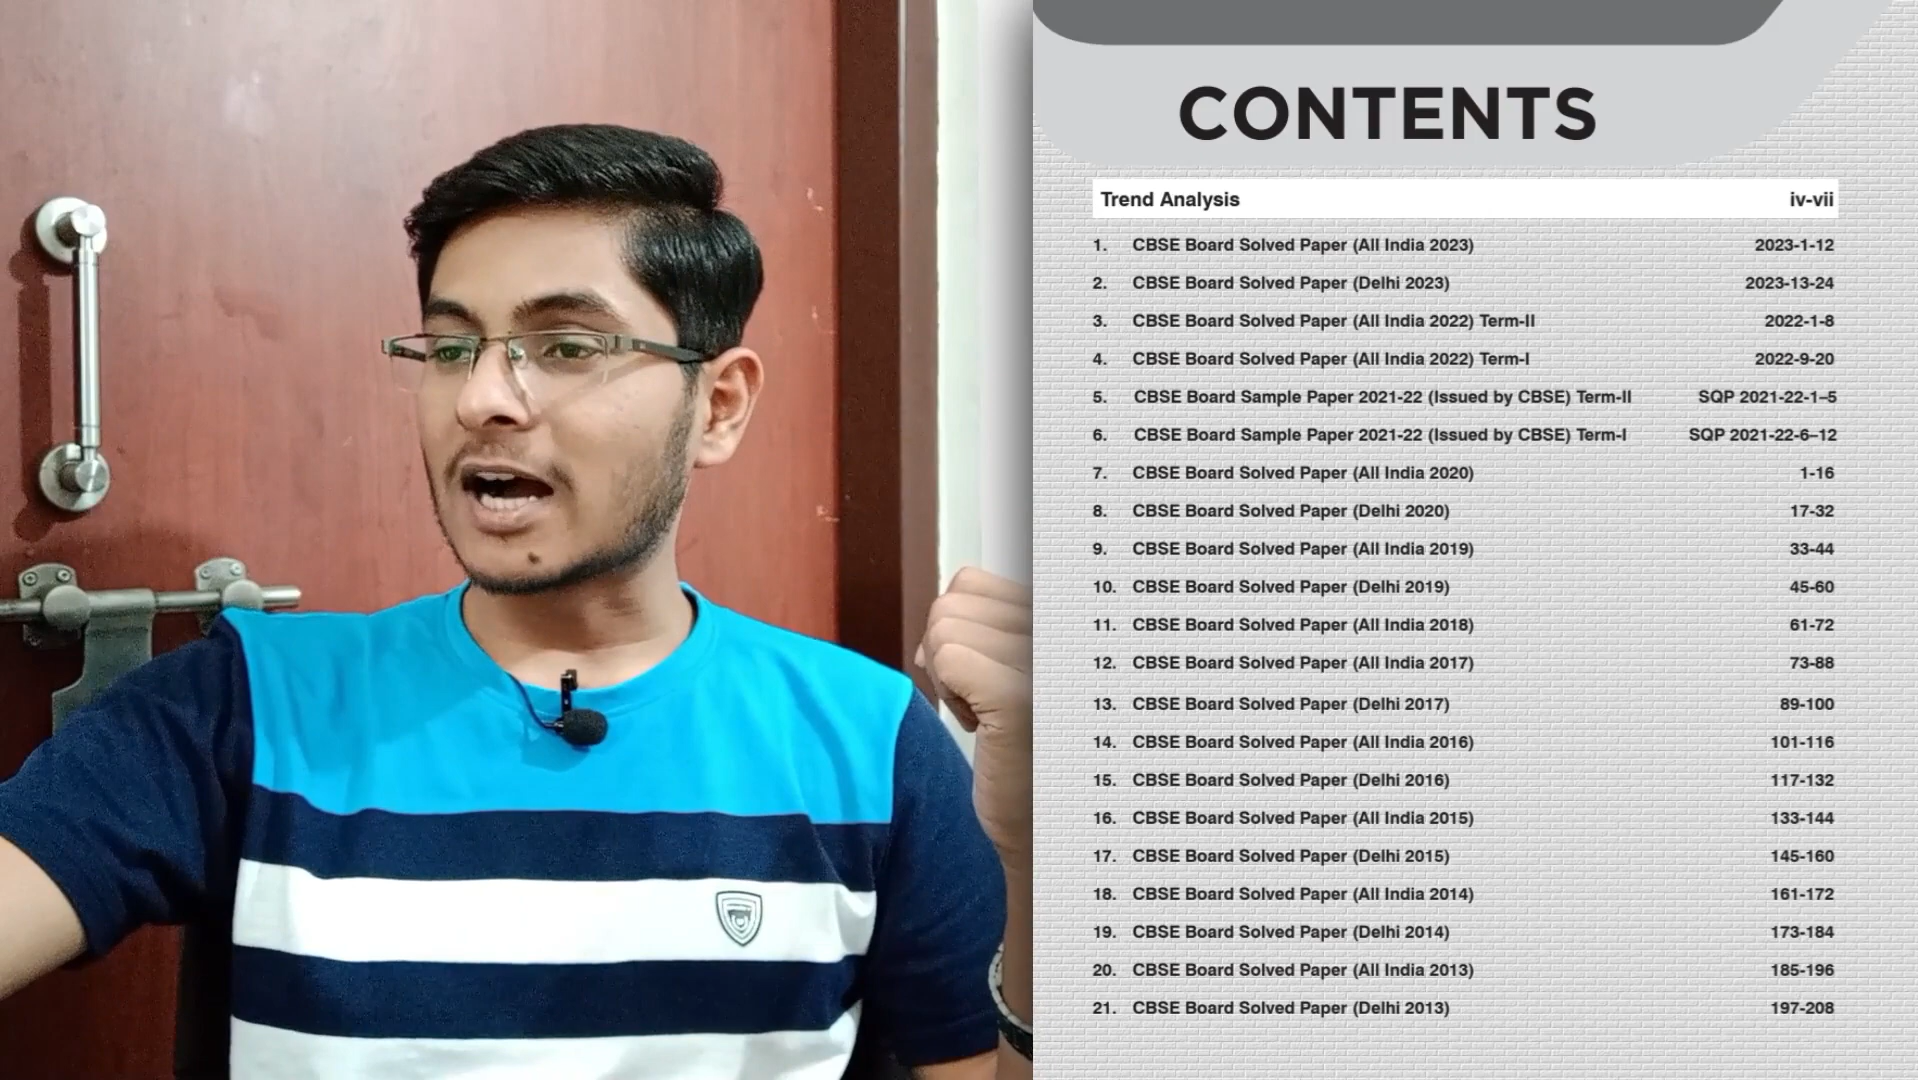 CONTENTS
Trend Analysis iv-vii
1. CBSE Board Solved Paper (All India 2023) 2023-1-12
2. CBSE Board Solved Paper (Delhi 2023) 2023-13-24
3. CBSE Board Solved Paper (All India 2022) Term-II 2022-1-8
4. CBSE Board Solved Paper (All India 2022) Term-I 2022-9-20
5. CBSE Board Sample Paper 2021-22 (Issued by CBSE) Term-II SQP 2021-22-1–5
6. CBSE Board Sample Paper 2021-22 (Issued by CBSE) Term-I SQP 2021-22-6–12
7. CBSE Board Solved Paper (All India 2020) 1-16
8. CBSE Board Solved Paper (Delhi 2020) 17-32
9. CBSE Board Solved Paper (All India 2019) 33-44
10. CBSE Board Solved Paper (Delhi 2019) 45-60
11. CBSE Board Solved Paper (All India 2018) 61-72
12. CBSE Board Solved Paper (All India 2017) 73-88
13. CBSE Board Solved Paper (Delhi 2017) 89-100
14. CBSE Board Solved Paper (All India 2016) 101-116
15. CBSE Board Solved Paper (Delhi 2016) 117-132
16. CBSE Board Solved Paper (All India 2015) 133-144
17. CBSE Board Solved Paper (Delhi 2015) 145-160
18. CBSE Board Solved Paper (All India 2014) 161-172
19. CBSE Board Solved Paper (Delhi 2014) 173-184
20. CBSE Board Solved Paper (All India 2013) 185-196
21. CBSE Board Solved Paper (Delhi 2013) 197-208